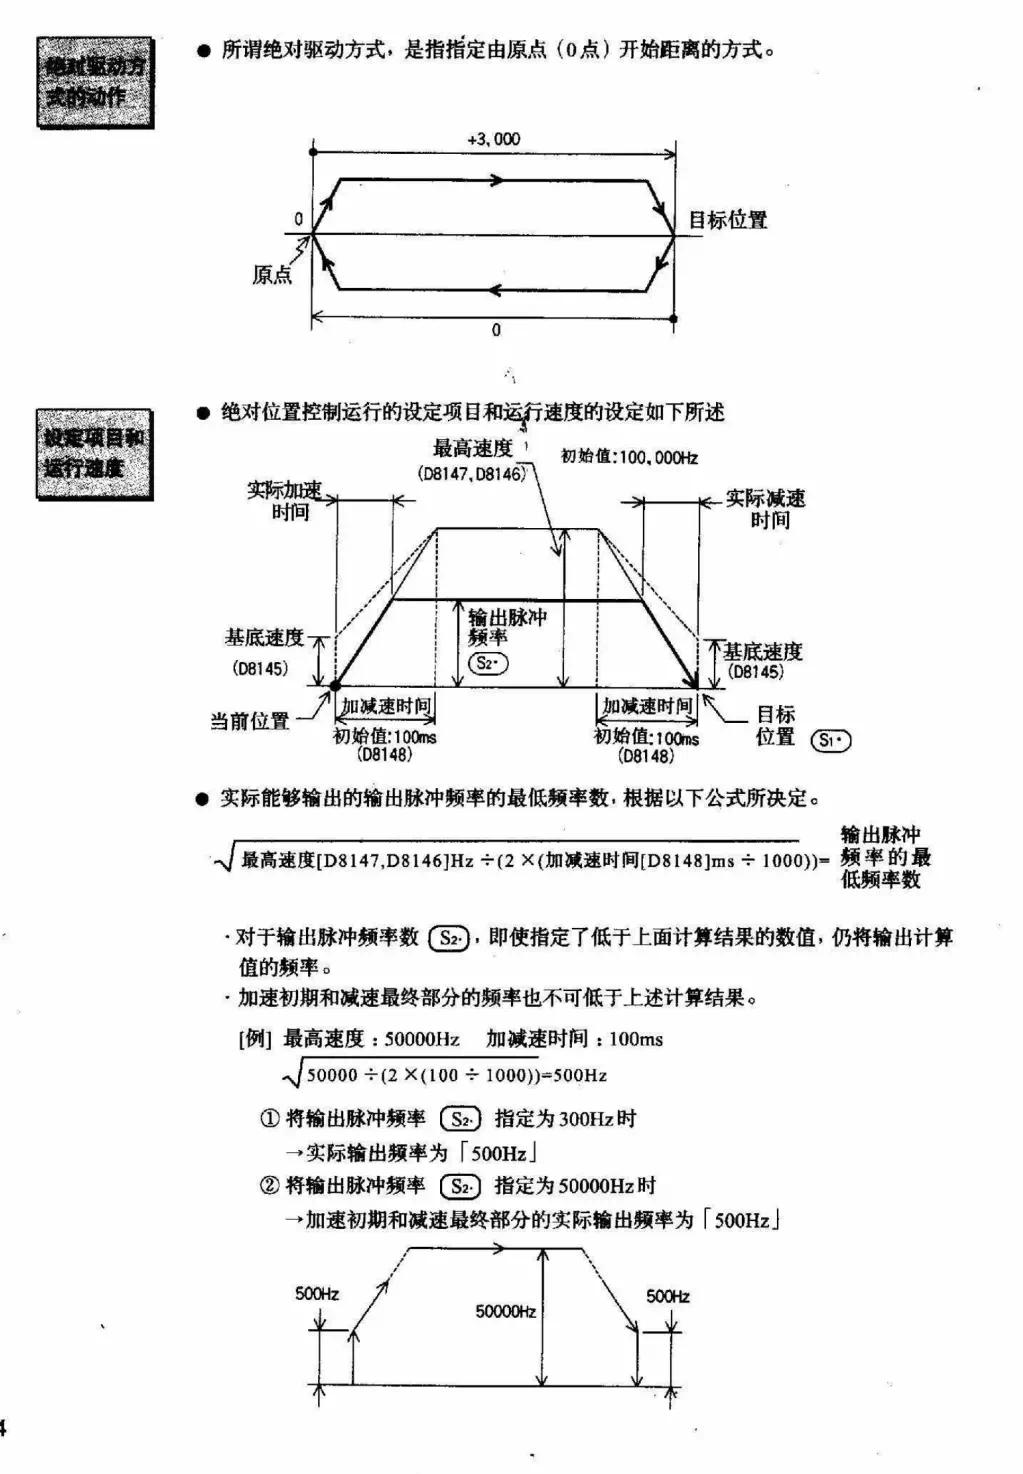 绝对驱动方
式的动作
● 所谓绝对驱动方式，是指指定由原点（0点）开始距离的方式。
+3,000
0
目标位置
原点
0
设定项目和
运行速度
● 绝对位置控制运行的设定项目和运行速度的设定如下所述
最高速度
(D8147,D8146)
初始值:100,000Hz
实际加速
时间
实际减速
时间
输出脉冲
频率
S2·
基底速度
(D8145)
基底速度
(D8145)
当前位置
加减速时间
初始值:100ms
(D8148)
加减速时间
初始值:100ms
(D8148)
目标
位置 S1·
● 实际能够输出的输出脉冲频率的最低频率数，根据以下公式所决定。
√最高速度[D8147,D8146]Hz÷(2×(加减速时间[D8148]ms÷1000))=
输出脉冲
频率的最
低频率数
·对于输出脉冲频率数 S2·，即使指定了低于上面计算结果的数值，仍将输出计算
值的频率。
·加速初期和减速最终部分的频率也不可低于上述计算结果。
[例] 最高速度：50000Hz 加减速时间：100ms
√50000÷(2×(100÷1000))=500Hz
①将输出脉冲频率 S2· 指定为300Hz时
→实际输出频率为「500Hz」
②将输出脉冲频率 S2· 指定为50000Hz时
→加速初期和减速最终部分的实际输出频率为「500Hz」
500Hz
50000Hz
500Hz
4